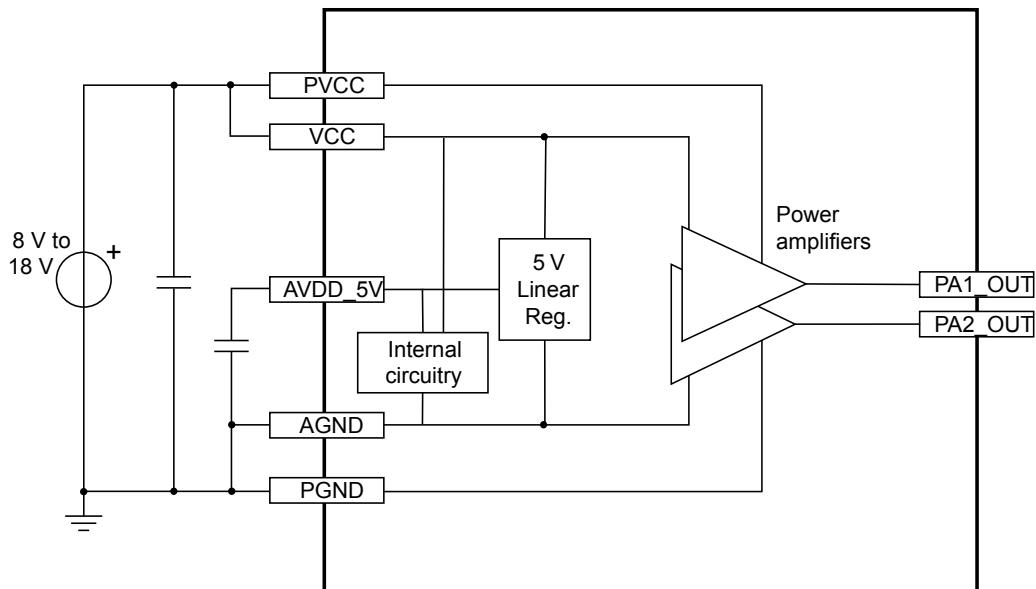 PVCC
VCC
8 V to
18 V
+
AVDD_5V
5 V
Linear
Reg.
Internal
circuitry
Power
amplifiers
PA1_OUT
PA2_OUT
AGND
PGND